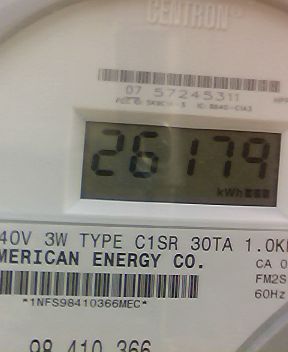 CENTRON®
07 57245311
26179
kWh
40V 3W TYPE C1SR 30TA 1.0K
MERICAN ENERGY CO.
CA 0
FM2S
60Hz
*1NFS98410366MEC*
98 410 366